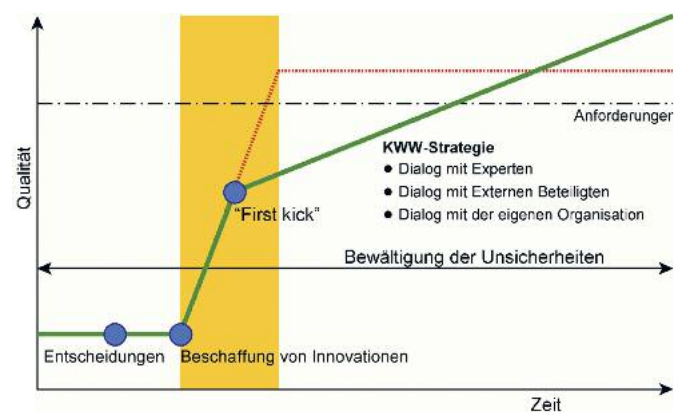 Qualität
Anforderungen
KWW-Strategie
● Dialog mit Experten
● Dialog mit Externen Beteiligten
● Dialog mit der eigenen Organisation
"First kick"
Bewältigung der Unsicherheiten
Entscheidungen
Beschaffung von Innovationen
Zeit